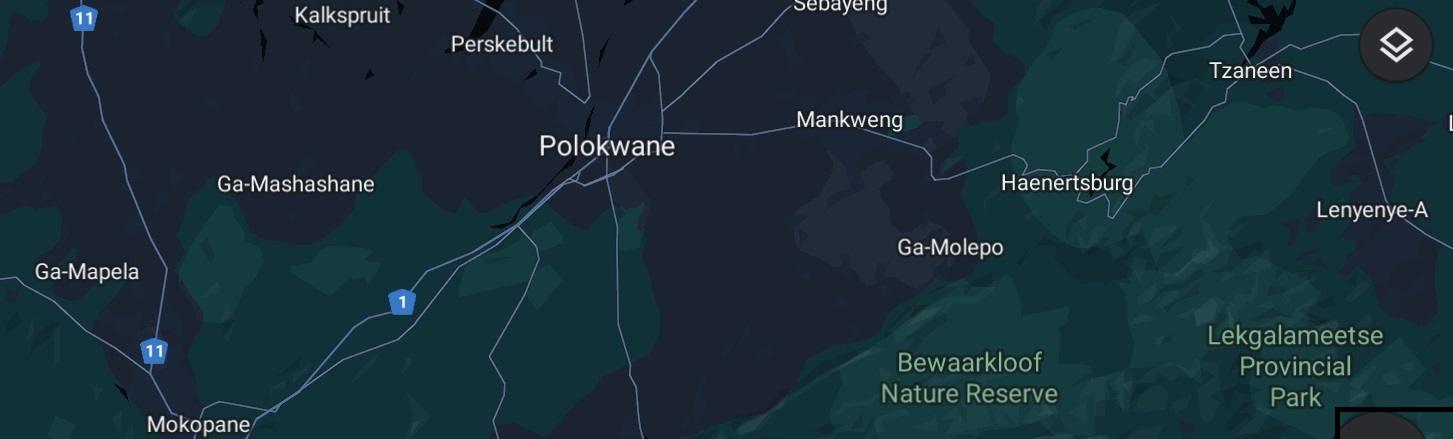 11
Kalkspruit
Sebayeng
Perskebult
Tzaneen
Mankweng
Polokwane
Ga-Mashashane
Haenertsburg
Lenyenye-A
Ga-Molepo
Ga-Mapela
1
11
Lekgalameetse
Provincial
Park
Bewaarkloof
Nature Reserve
Mokopane